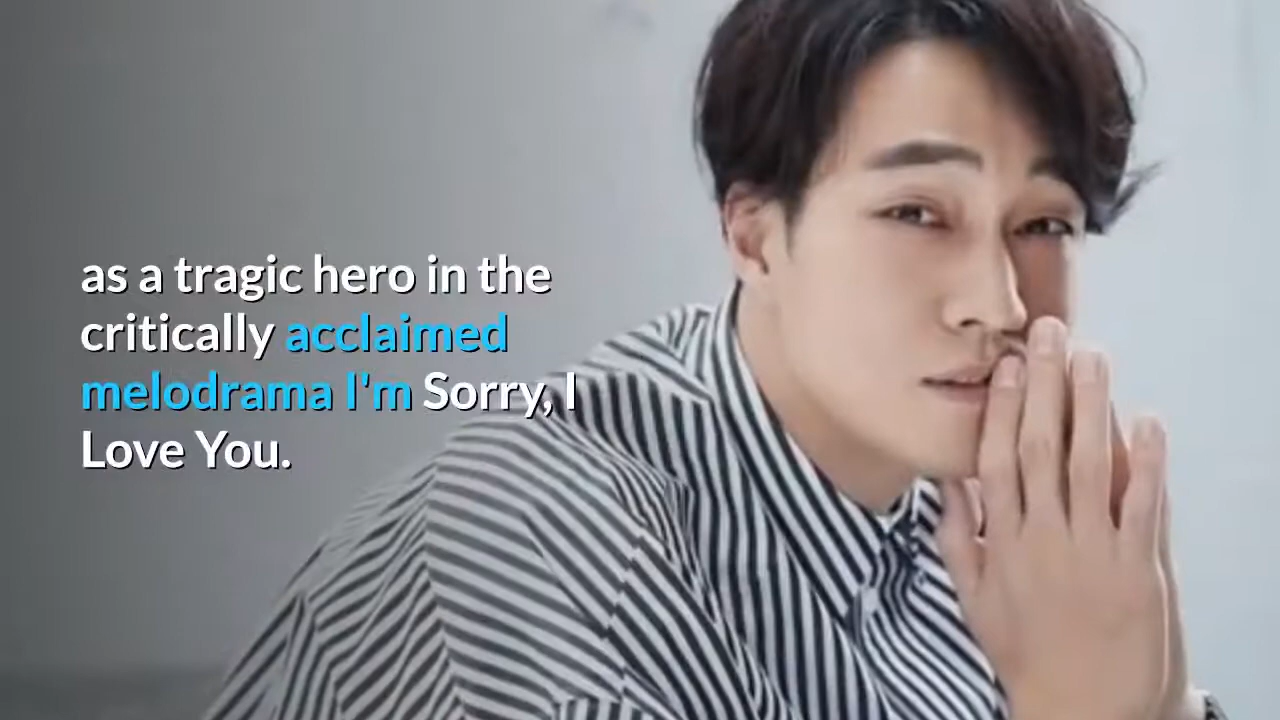 as a tragic hero in the
critically acclaimed
melodrama I'm Sorry, I
Love You.